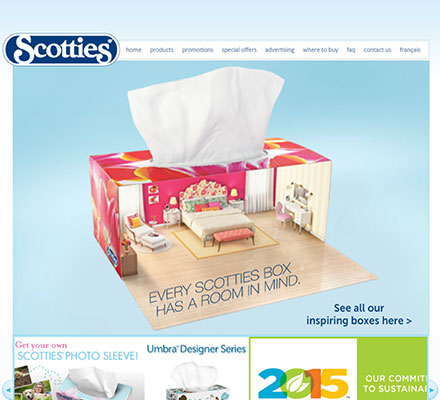 Scotties®
home products promotions special offers advertising where to buy faq contact us français
EVERY SCOTTIES BOX
HAS A ROOM IN MIND.
See all our
inspiring boxes here >
Get your own
SCOTTIES® PHOTO SLEEVE!
Umbra® Designer Series
2015
OUR COMMIT
TO SUSTAINA